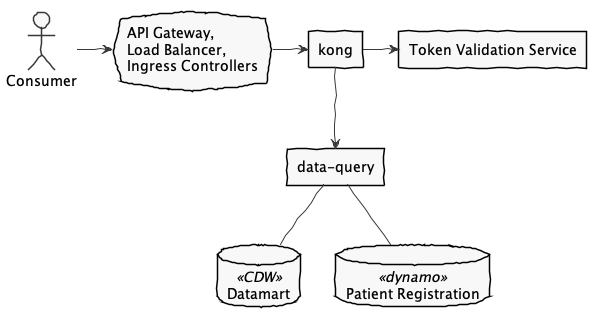 Consumer
API Gateway,
Load Balancer,
Ingress Controllers
kong
Token Validation Service
data-query
«CDW»
Datamart
«dynamo»
Patient Registration